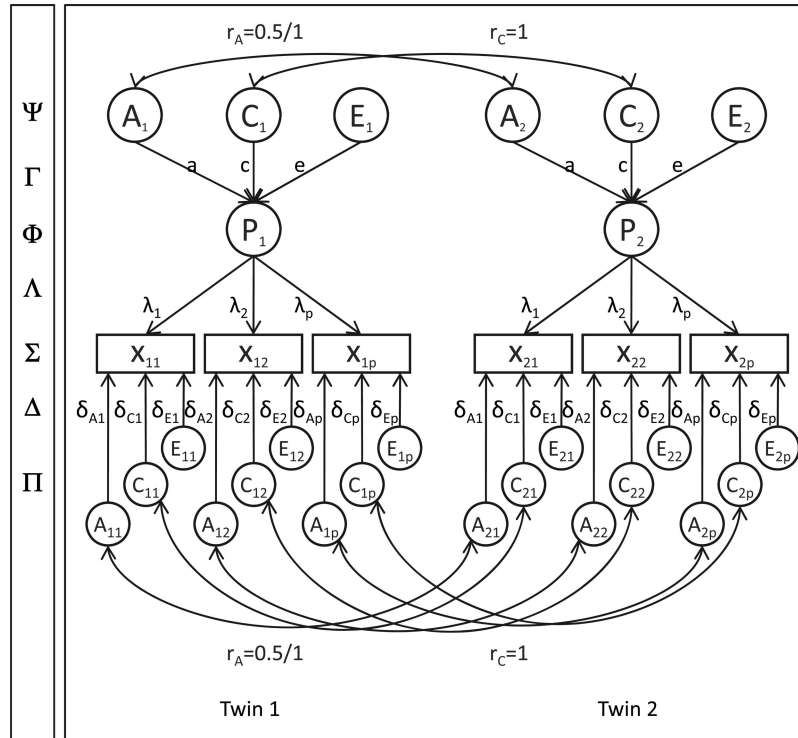 r_A=0.5/1 r_C=1
Ψ A_1 C_1 E_1 A_2 C_2 E_2
Γ a c e a c e
Φ P_1 P_2
Λ
λ_1 λ_2 λ_p λ_1 λ_2 λ_p
Σ x_11 x_12 x_1p x_21 x_22 x_2p
Δ δ_A1 δ_C1 δ_E1 δ_A2 δ_C2 δ_E2 δ_Ap δ_Cp δ_Ep δ_A1 δ_C1 δ_E1 δ_A2 δ_C2 δ_E2 δ_Ap δ_Cp δ_Ep
E_11 E_12 E_1p E_21 E_22 E_2p
Π C_11 C_12 C_1p C_21 C_22 C_2p
A_11 A_12 A_1p A_21 A_22 A_2p
r_A=0.5/1 r_C=1
Twin 1 Twin 2